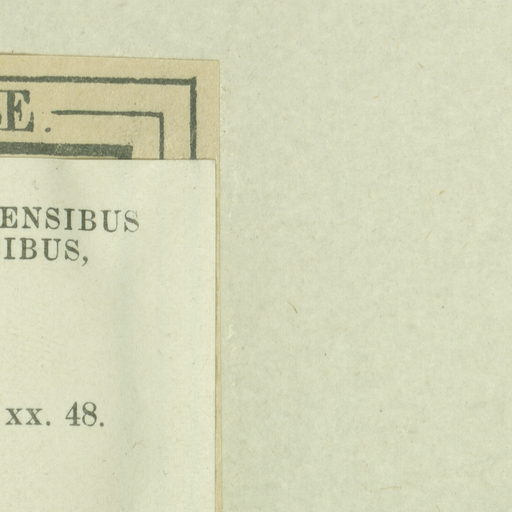 E.
ENSIBUS
IBUS,
xx. 48.